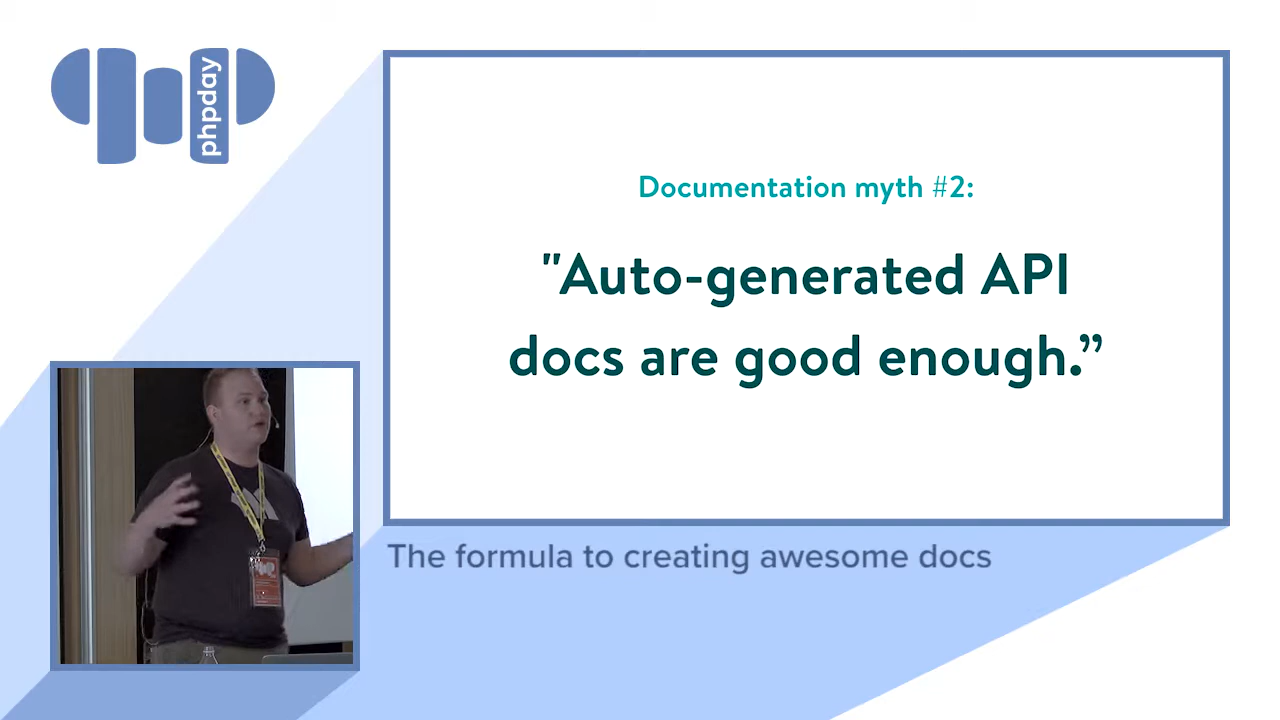 phpday
Documentation myth #2:
"Auto-generated API
docs are good enough.”
The formula to creating awesome docs